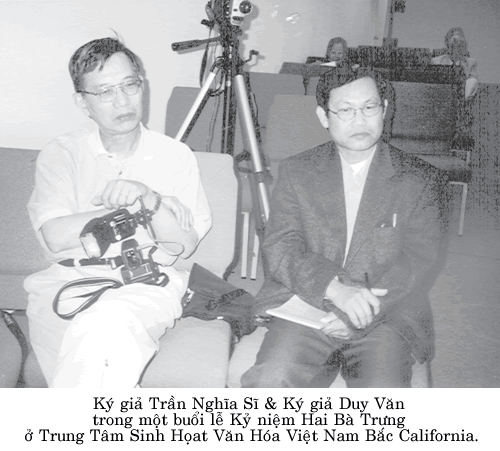 Ký giả Trần Nghĩa Sĩ & Ký giả Duy Văn
trong một buổi lễ Kỷ niệm Hai Bà Trưng
ở Trung Tâm Sinh Họat Văn Hóa Việt Nam Bắc California.